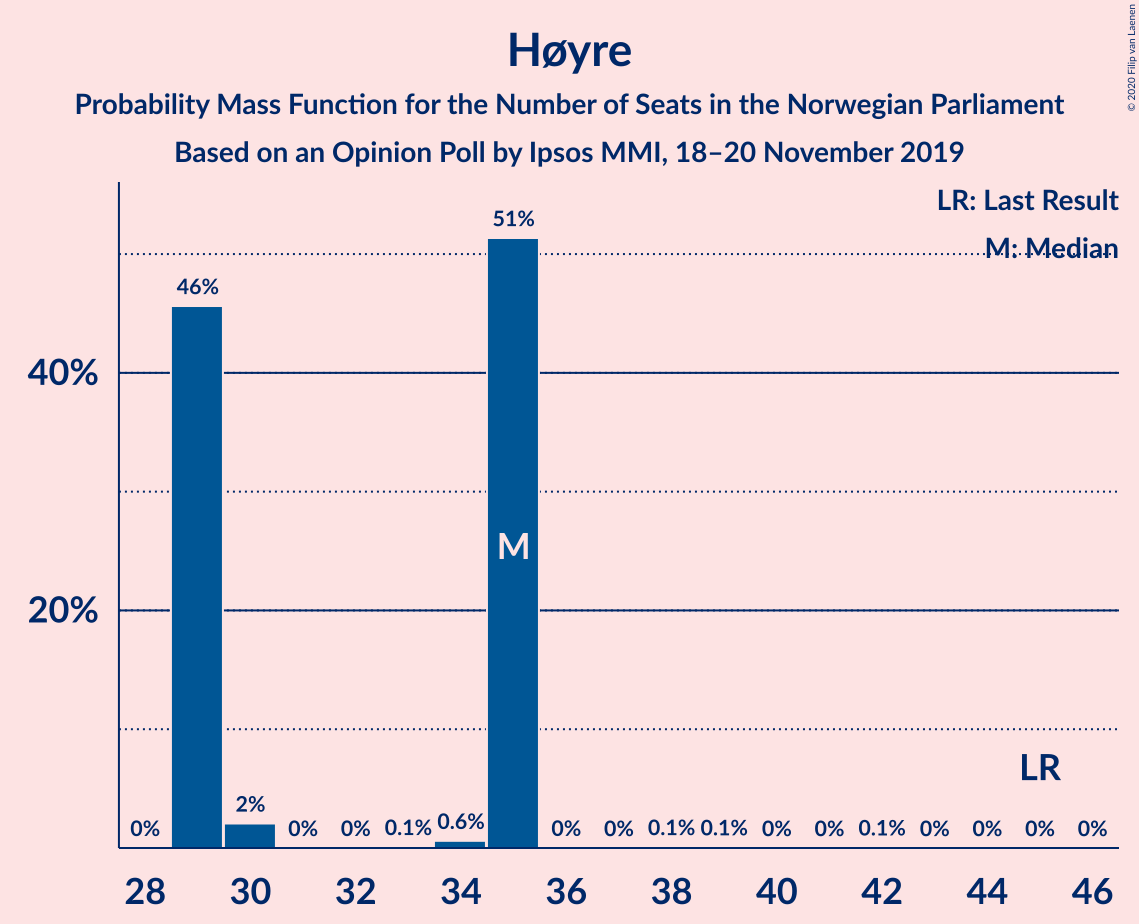 Høyre
Probability Mass Function for the Number of Seats in the Norwegian Parliament
Based on an Opinion Poll by Ipsos MMI, 18–20 November 2019
© 2020 Filip van Laenen
LR: Last Result
M: Median
51%
46%
40%
M
20%
LR
0% 2% 0% 0% 0.1% 0.6% 0% 0% 0.1% 0.1% 0% 0% 0.1% 0% 0% 0% 0%
28 30 32 34 36 38 40 42 44 46